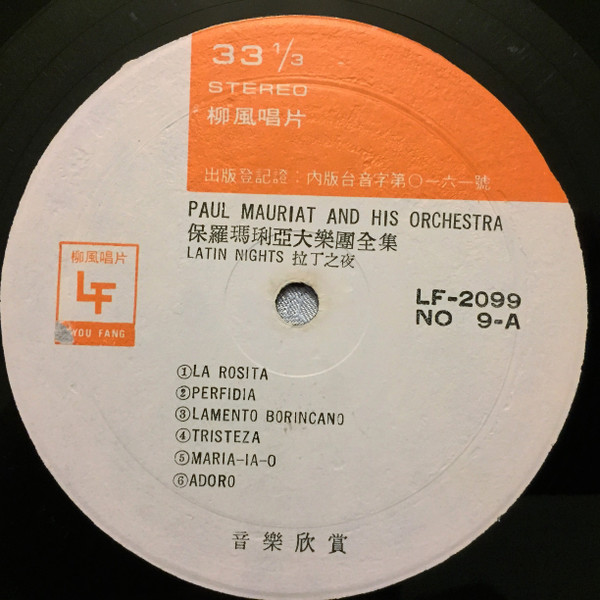 33 1/3
STEREO
柳風唱片
出版登記證：內版台音字第〇一六一號
PAUL MAURIAT AND HIS ORCHESTRA
保羅瑪琍亞大樂團全集
LATIN NIGHTS 拉丁之夜
柳風唱片
LF
YOU FANG
LF-2099
NO 9-A
①LA ROSITA
②PERFIDIA
③LAMENTO BORINCANO
④TRISTEZA
⑤MARIA-IA-O
⑥ADORO
音樂欣賞